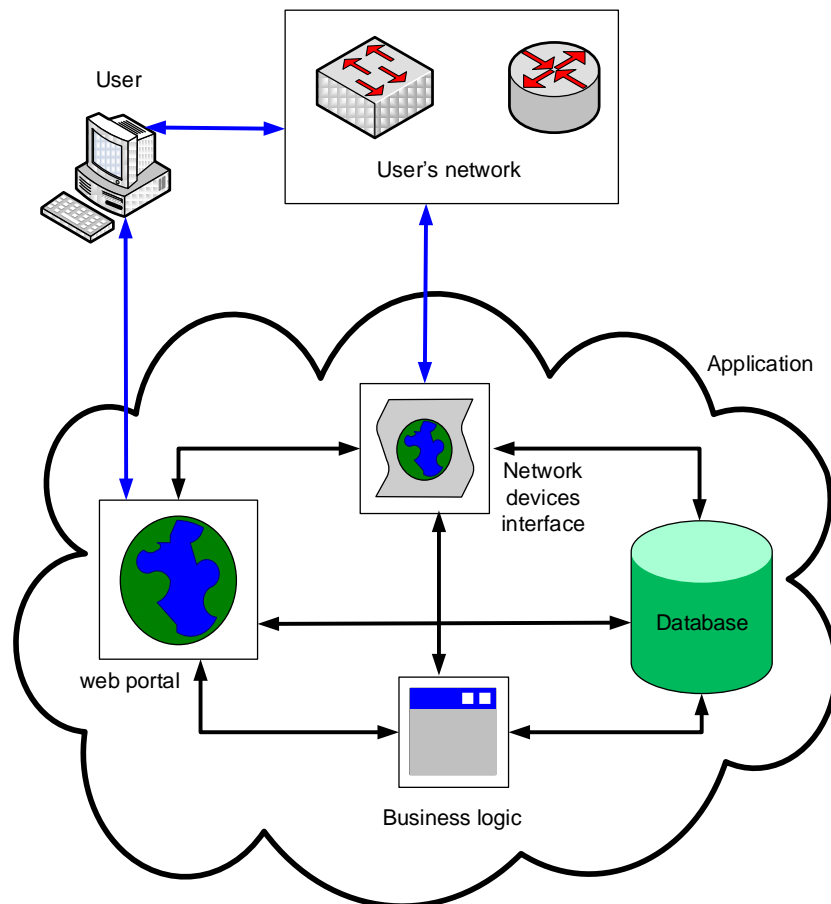 User
User's network
Application
Network
devices
interface
Database
web portal
Business logic